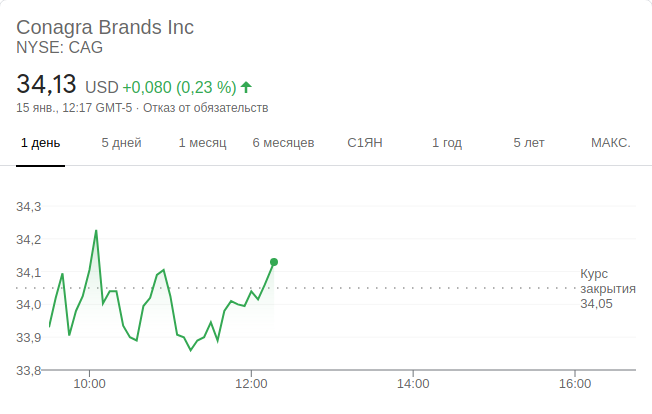 Conagra Brands Inc
NYSE: CAG
34,13 USD +0,080 (0,23 %)
15 янв., 12:17 GMT-5 · Отказ от обязательств
1 день 5 дней 1 месяц 6 месяцев С1ЯН 1 год 5 лет МАКС.
34,3
34,2
34,1
34,0
33,9
33,8
Курс
закрытия
34,05
10:00 12:00 14:00 16:00